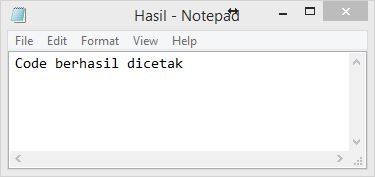 Hasil - Notepad
File Edit Format View Help
Code berhasil dicetak